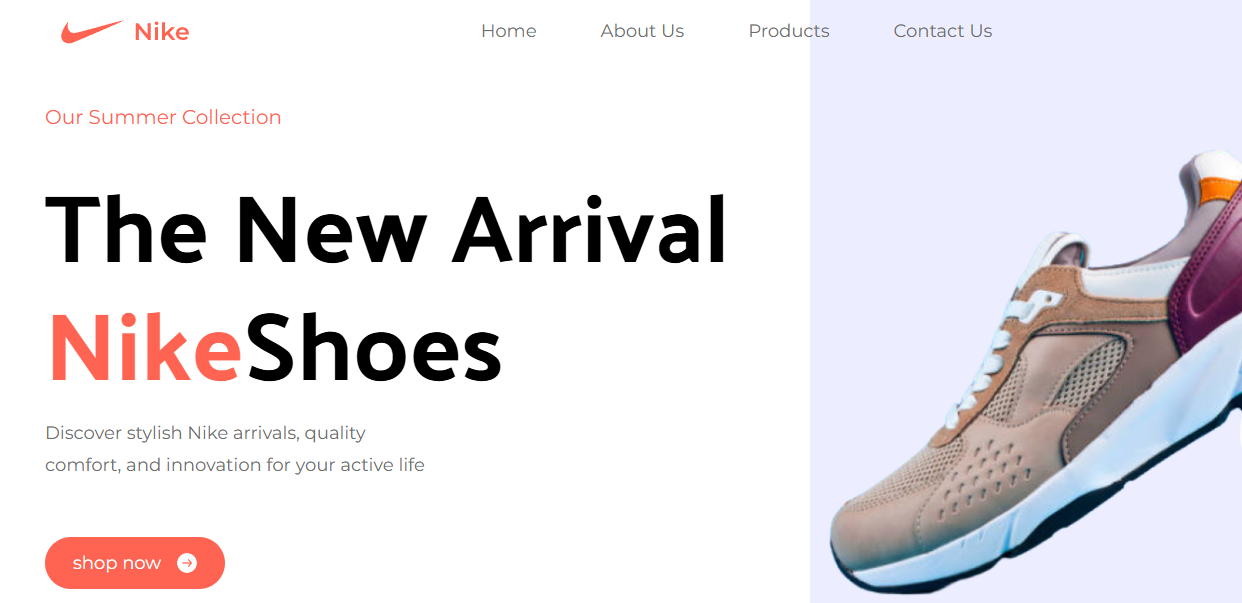 Nike
Home About Us Products Contact Us
Our Summer Collection
The New Arrival
NikeShoes
Discover stylish Nike arrivals, quality
comfort, and innovation for your active life
shop now